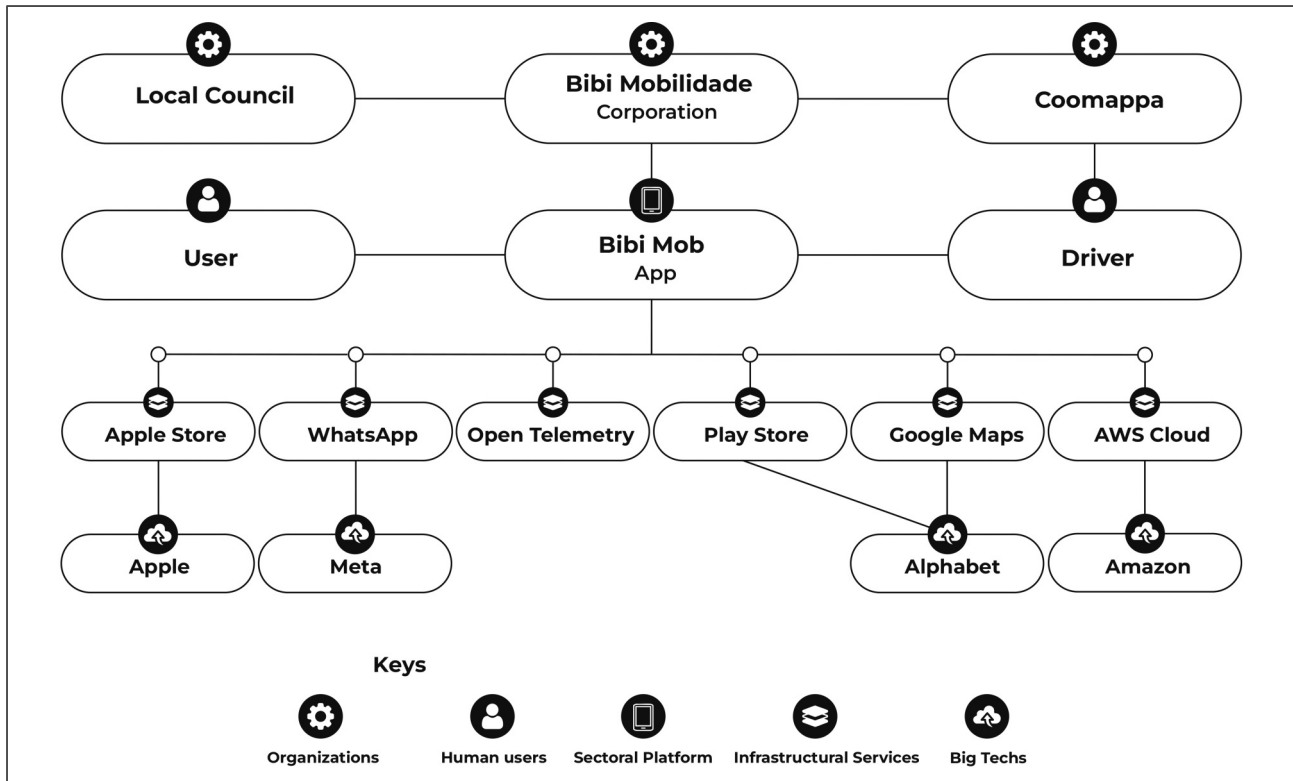 Local Council
Bibi Mobilidade
Corporation
Coomappa
User
Bibi Mob
App
Driver
Apple Store
WhatsApp
Open Telemetry
Play Store
Google Maps
AWS Cloud
Apple
Meta
Alphabet
Amazon
Keys
Organizations
Human users
Sectoral Platform
Infrastructural Services
Big Techs